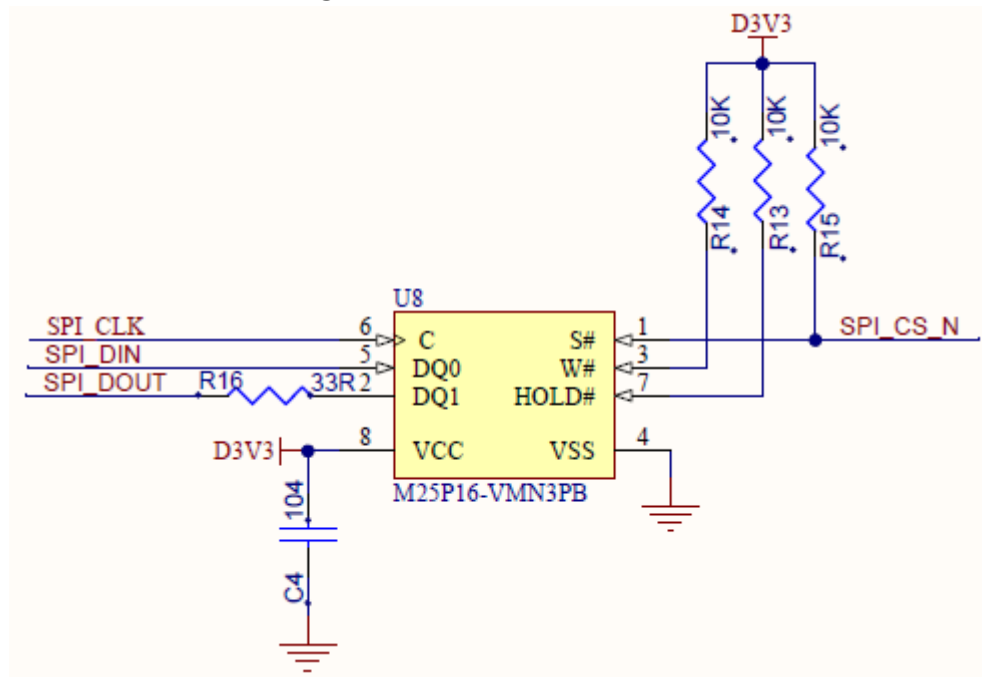 D3V3
10K
10K
10K
R14
R13
R15
U8
SPI_CLK
6
C
S#
1
SPI_CS_N
SPI_DIN
5
DQ0
W#
3
SPI_DOUT
R16
33R
2
DQ1
HOLD#
7
D3V3
8
VCC
VSS
4
M25P16-VMN3PB
104
C4